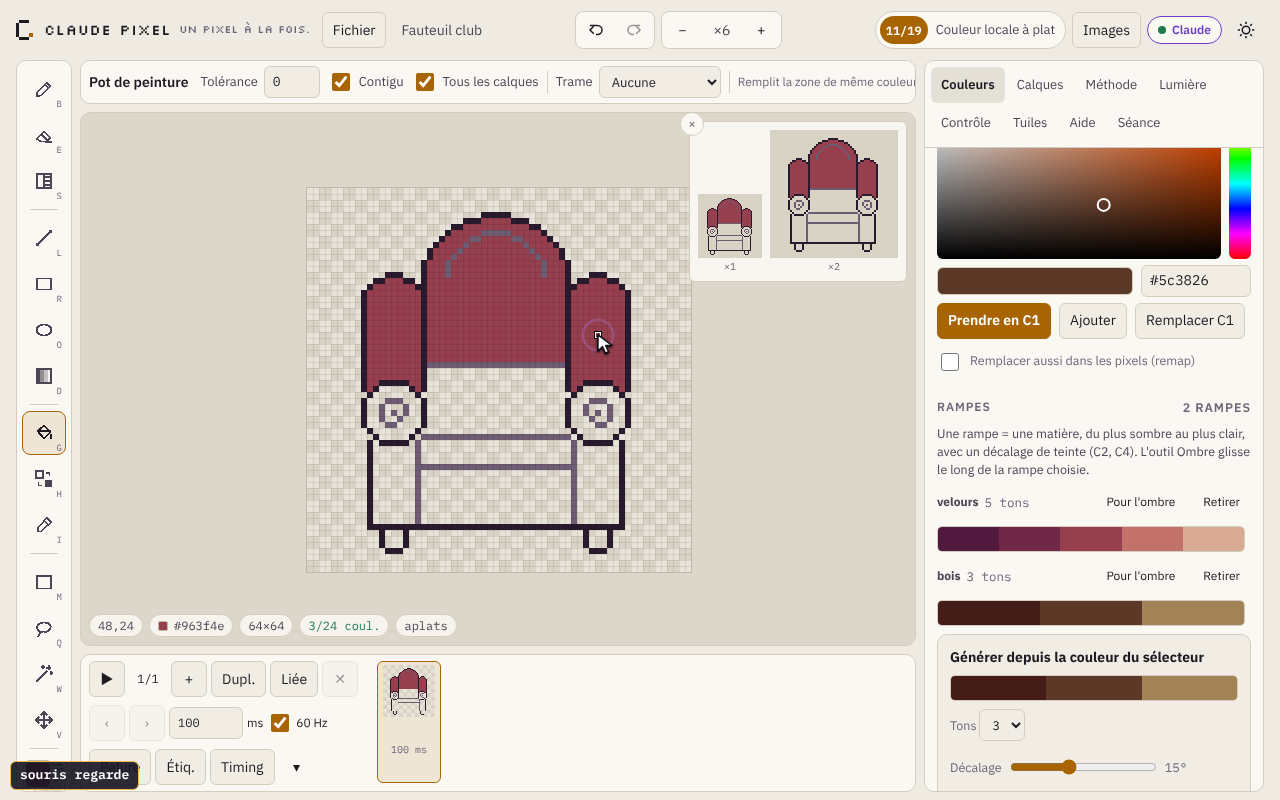 CLAUDE PIXEL UN PIXEL À LA FOIS. Fichier Fauteuil club − ×6 + 11/19 Couleur locale à plat Images Claude
Pot de peinture Tolérance 0 Contigu Tous les calques Trame Aucune Remplit la zone de même couleur
B
E
S
L
R
O
D
G
H
I
M
Q
W
V
×
×1 ×2
48,24 #963f4e 64×64 3/24 coul. aplats
1/1 + Dupl. Liée ×
‹ › 100 ms 60 Hz
Étiq. Timing ▼
100 ms
souris regarde
Couleurs Calques Méthode Lumière
Contrôle Tuiles Aide Séance
#5c3826
Prendre en C1 Ajouter Remplacer C1
Remplacer aussi dans les pixels (remap)
RAMPES 2 RAMPES
Une rampe = une matière, du plus sombre au plus clair,
avec un décalage de teinte (C2, C4). L'outil Ombre glisse
le long de la rampe choisie.
velours 5 tons Pour l'ombre Retirer
bois 3 tons Pour l'ombre Retirer
Générer depuis la couleur du sélecteur
Tons 3
Décalage 15°